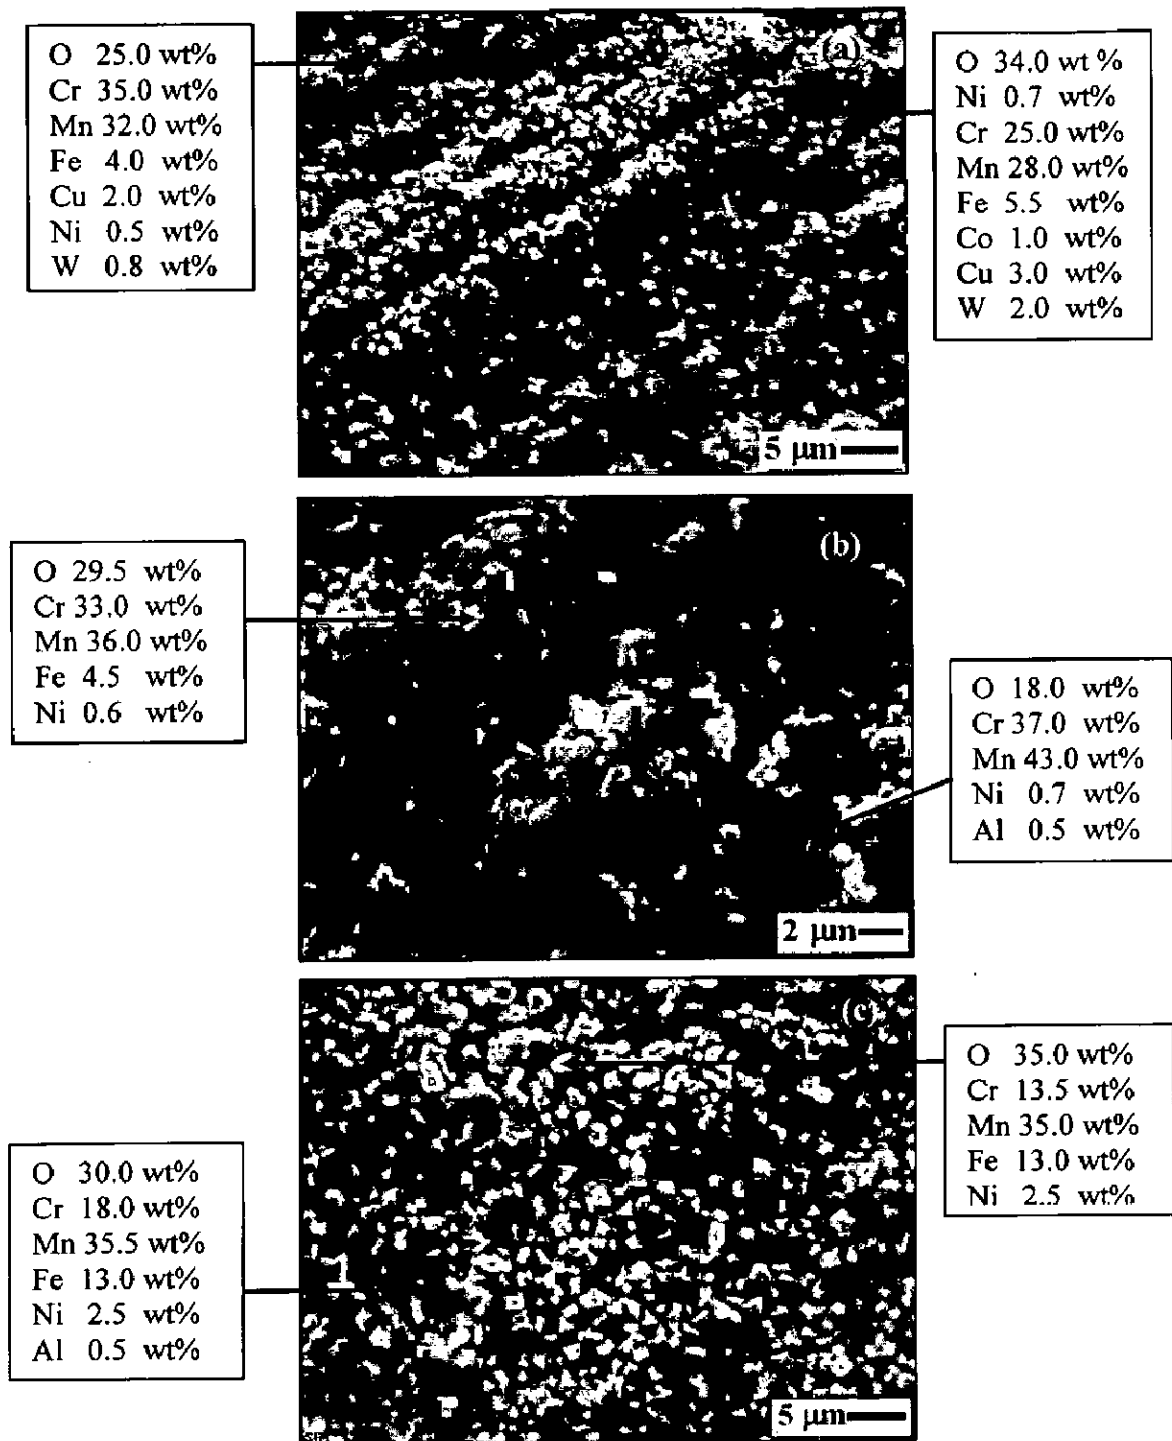 O 25.0 wt%
Cr 35.0 wt%
Mn 32.0 wt%
Fe 4.0 wt%
Cu 2.0 wt%
Ni 0.5 wt%
W 0.8 wt%
(a)
5 μm
O 34.0 wt %
Ni 0.7 wt%
Cr 25.0 wt%
Mn 28.0 wt%
Fe 5.5 wt%
Co 1.0 wt%
Cu 3.0 wt%
W 2.0 wt%
O 29.5 wt%
Cr 33.0 wt%
Mn 36.0 wt%
Fe 4.5 wt%
Ni 0.6 wt%
(b)
2 μm
O 18.0 wt%
Cr 37.0 wt%
Mn 43.0 wt%
Ni 0.7 wt%
Al 0.5 wt%
(c)
1
5 μm
O 35.0 wt%
Cr 13.5 wt%
Mn 35.0 wt%
Fe 13.0 wt%
Ni 2.5 wt%
O 30.0 wt%
Cr 18.0 wt%
Mn 35.5 wt%
Fe 13.0 wt%
Ni 2.5 wt%
Al 0.5 wt%